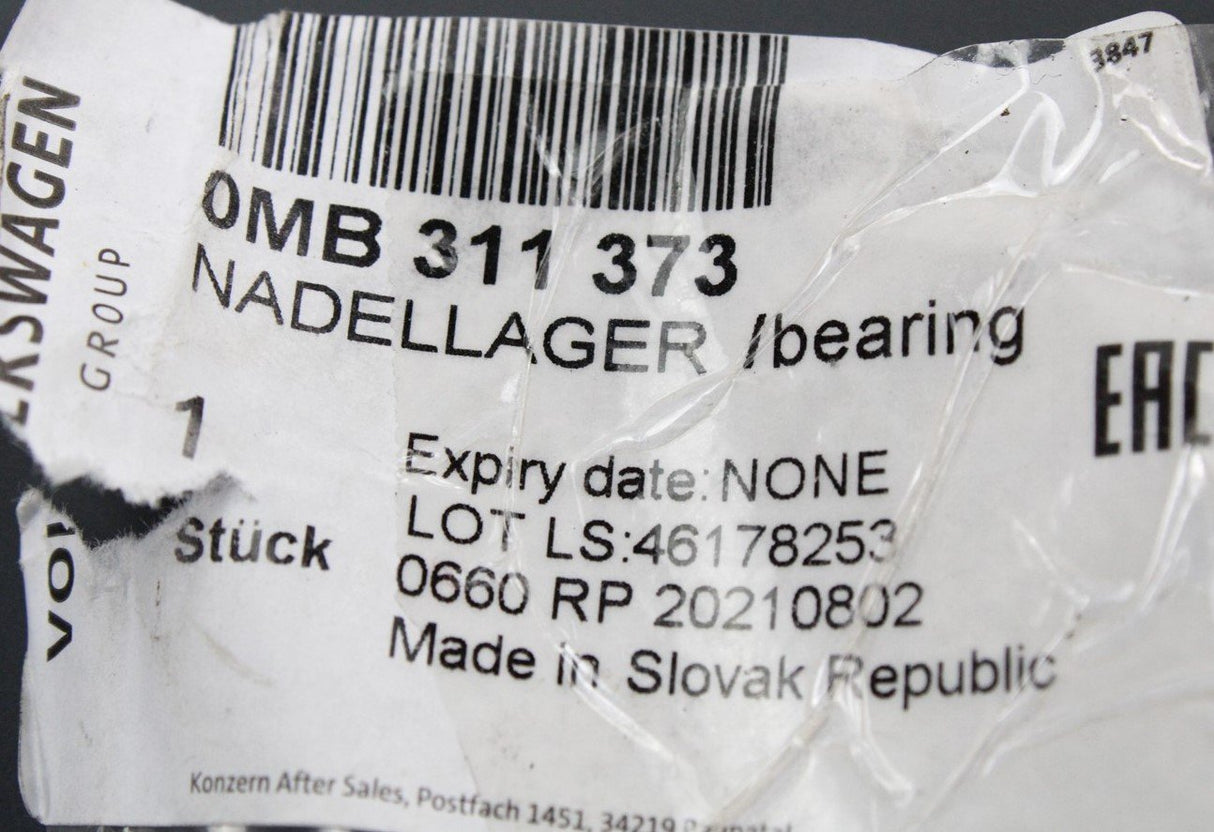 3847
0MB 311 373
NADELLAGER /bearing
1
Stück
Expiry date: NONE
LOT LS:46178253
0660 RP 20210802
Made in Slovak Republic
EAC
GROUP
Konzern After Sales, Postfach 1451, 34219